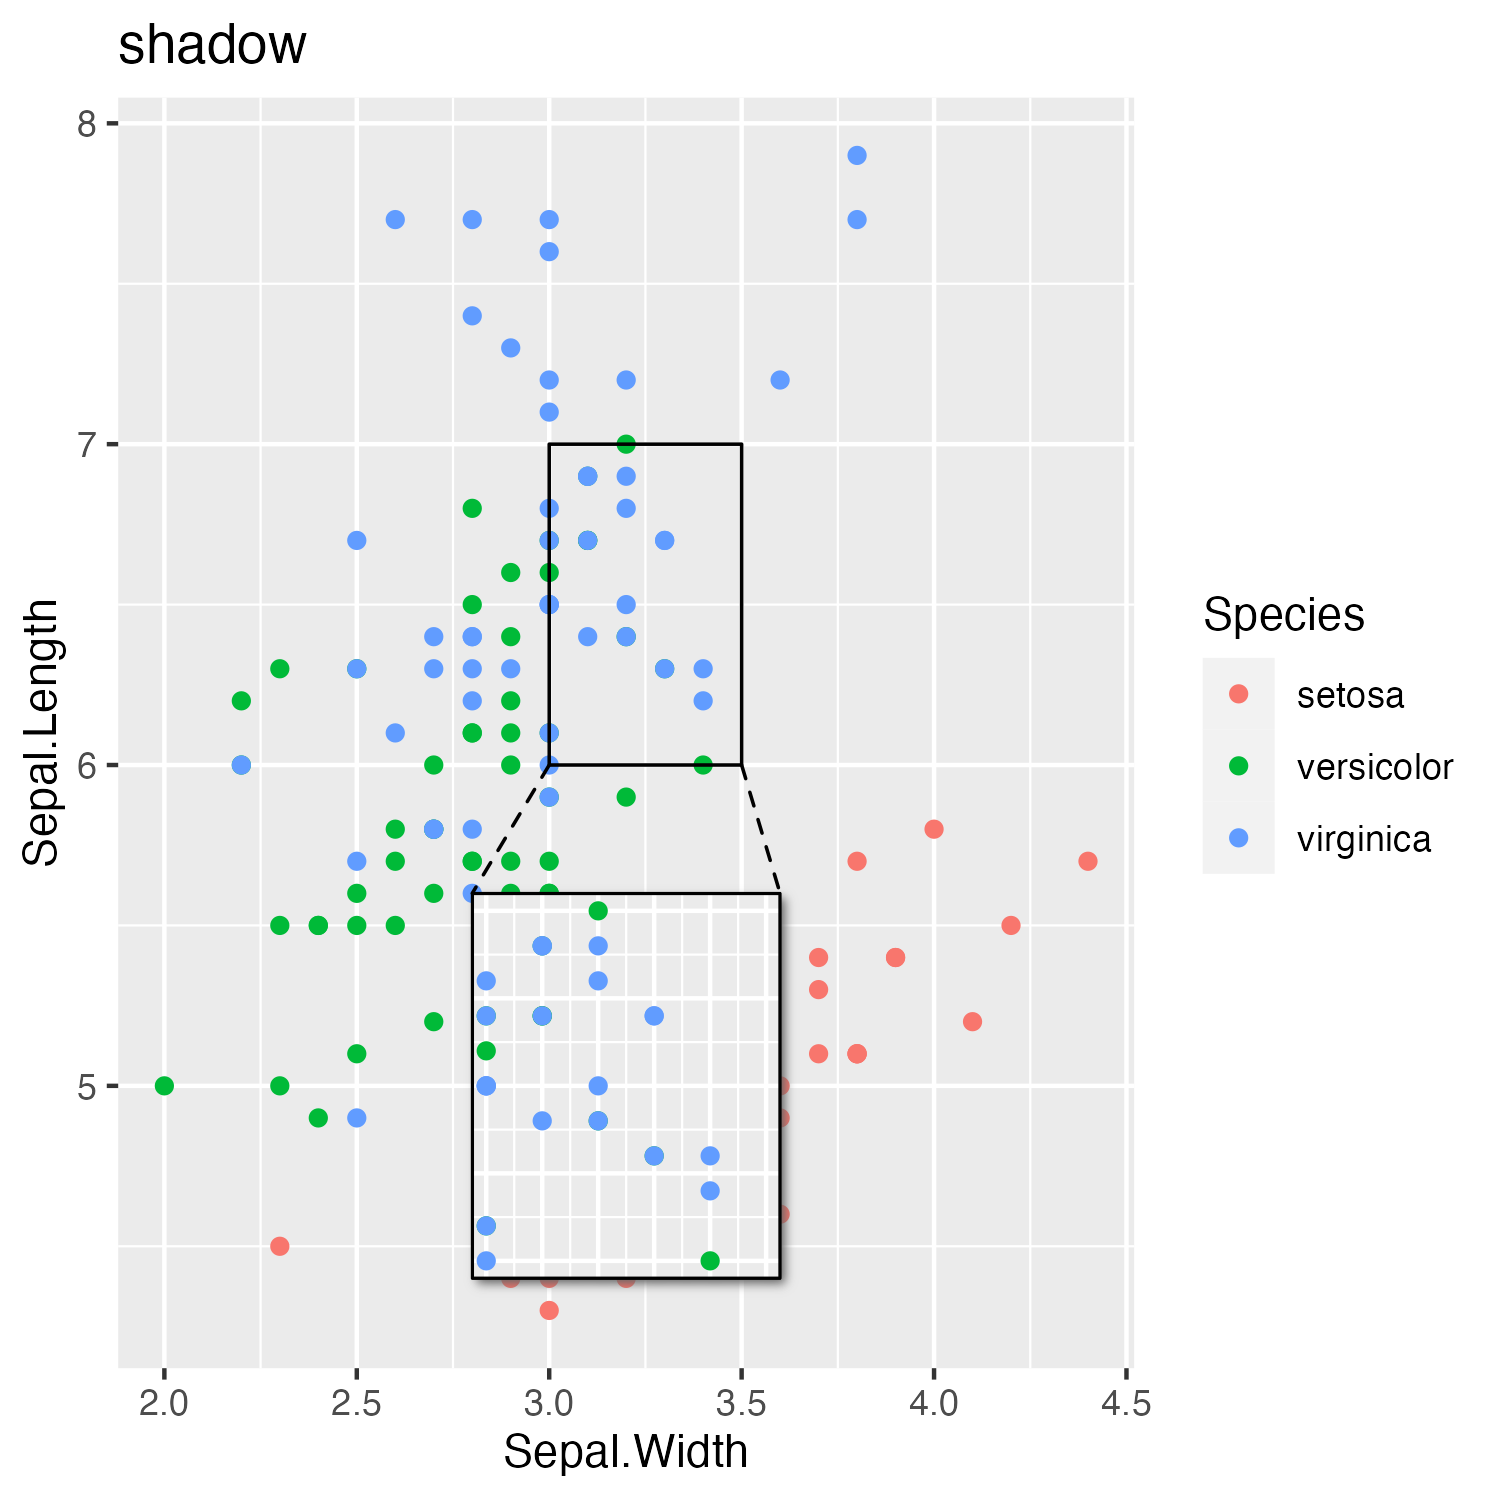 shadow
8
7
6
5
Sepal.Length
2.0 2.5 3.0 3.5 4.0 4.5
Sepal.Width
Species
setosa
versicolor
virginica